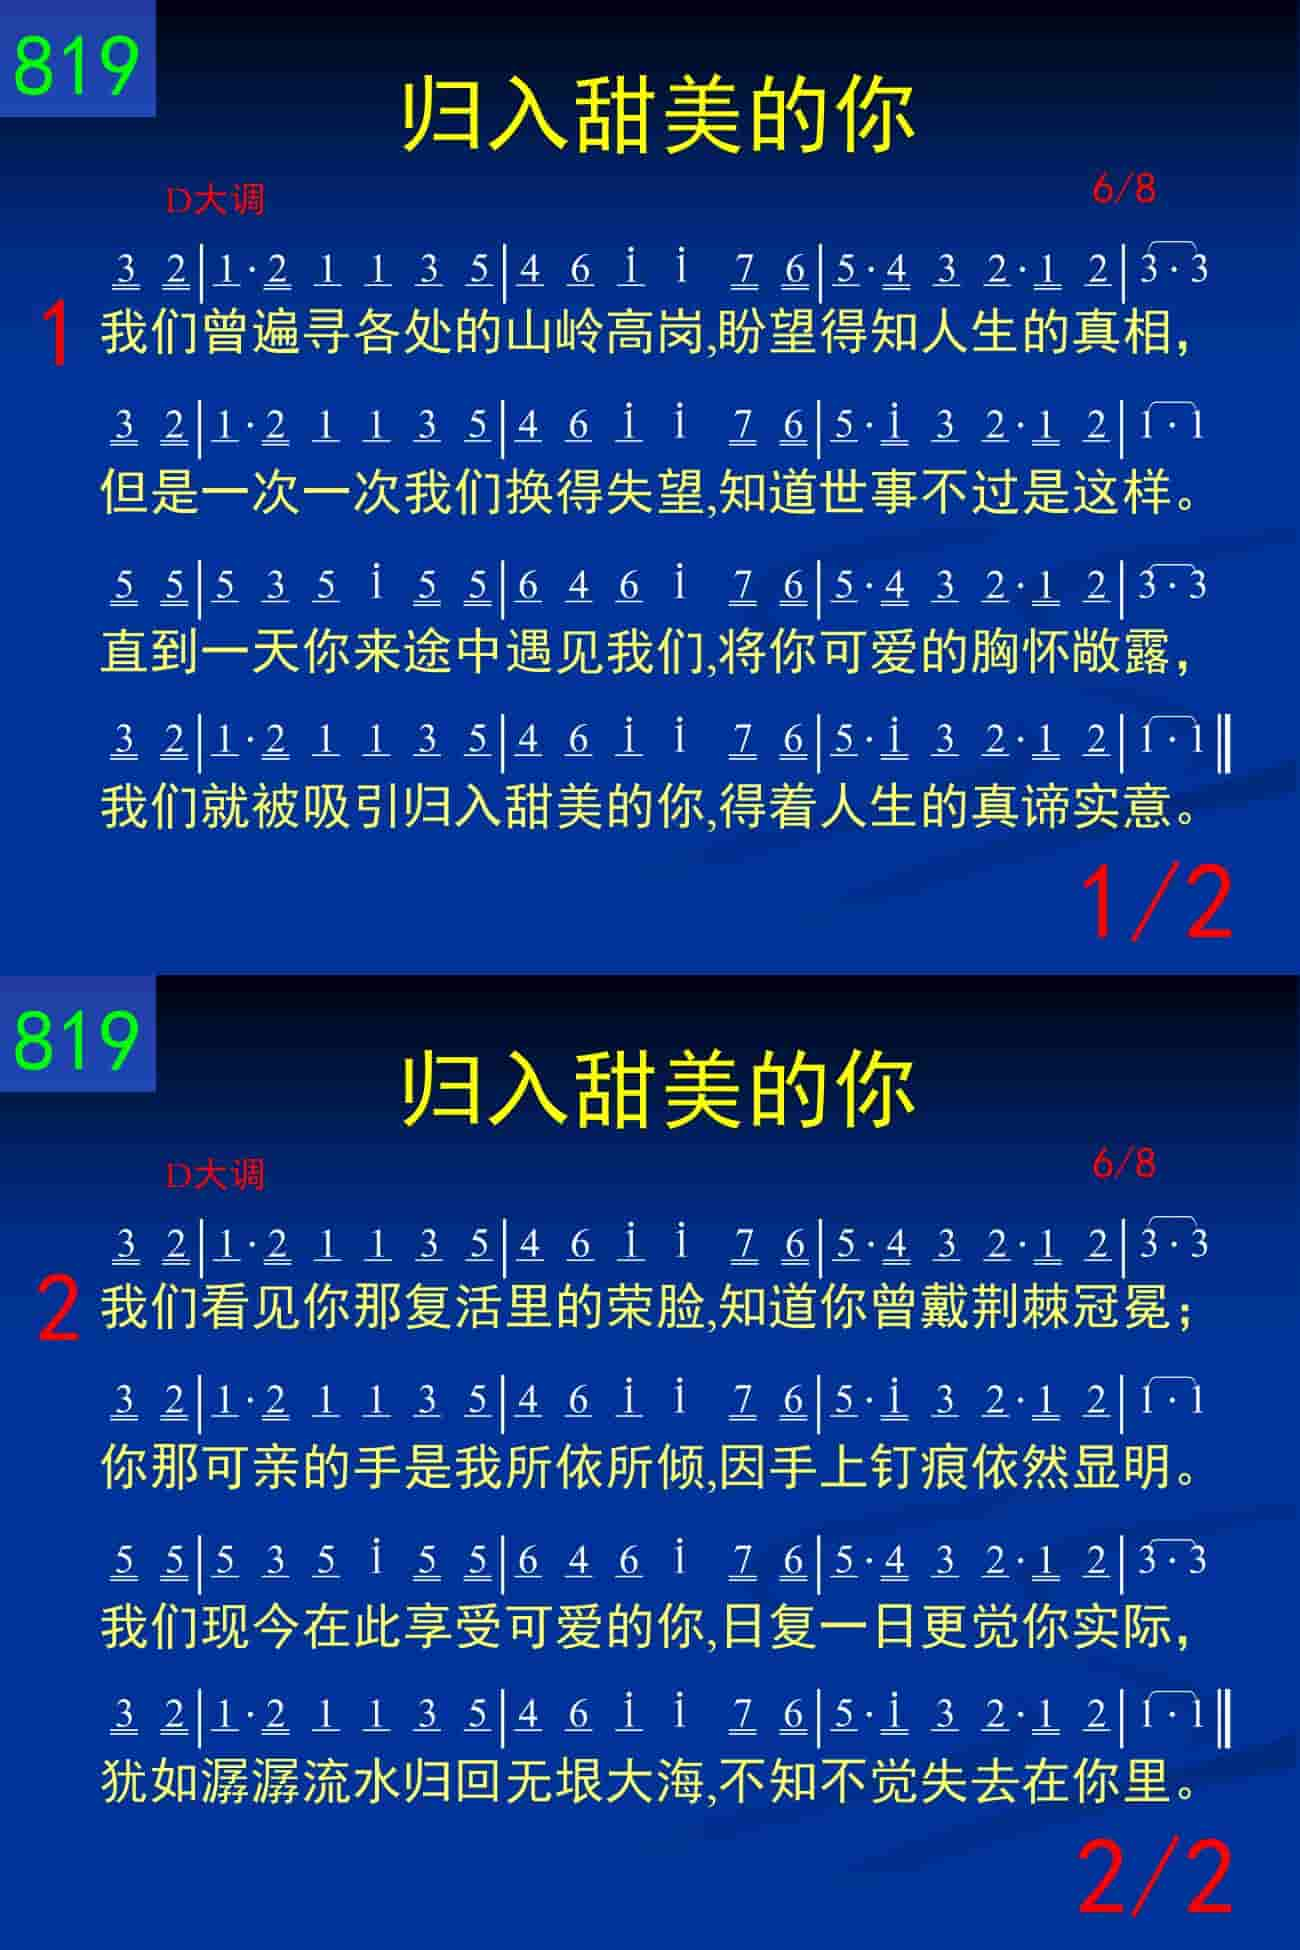 819
归入甜美的你
D大调 6/8
3 2|1·2 1 1 3 5|4 6 i i 7 6|5·4 3 2·1 2|3·3
1 我们曾遍寻各处的山岭高岗,盼望得知人生的真相，
3 2|1·2 1 1 3 5|4 6 i i 7 6|5·i 3 2·1 2|1·1
但是一次一次我们换得失望,知道世事不过是这样。
5 5|5 3 5 i 5 5|6 4 6 i 7 6|5·4 3 2·1 2|3·3
直到一天你来途中遇见我们,将你可爱的胸怀敞露，
3 2|1·2 1 1 3 5|4 6 i i 7 6|5·i 3 2·1 2|1·1‖
我们就被吸引归入甜美的你,得着人生的真谛实意。
1/2
819
归入甜美的你
D大调 6/8
3 2|1·2 1 1 3 5|4 6 i i 7 6|5·4 3 2·1 2|3·3
2 我们看见你那复活里的荣脸,知道你曾戴荆棘冠冕；
3 2|1·2 1 1 3 5|4 6 i i 7 6|5·i 3 2·1 2|1·1
你那可亲的手是我所依所倾,因手上钉痕依然显明。
5 5|5 3 5 i 5 5|6 4 6 i 7 6|5·4 3 2·1 2|3·3
我们现今在此享受可爱的你,日复一日更觉你实际，
3 2|1·2 1 1 3 5|4 6 i i 7 6|5·i 3 2·1 2|1·1‖
犹如潺潺流水归回无垠大海,不知不觉失去在你里。
2/2